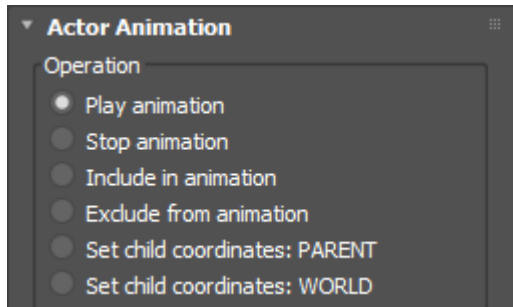 Actor Animation
Operation
Play animation
Stop animation
Include in animation
Exclude from animation
Set child coordinates: PARENT
Set child coordinates: WORLD